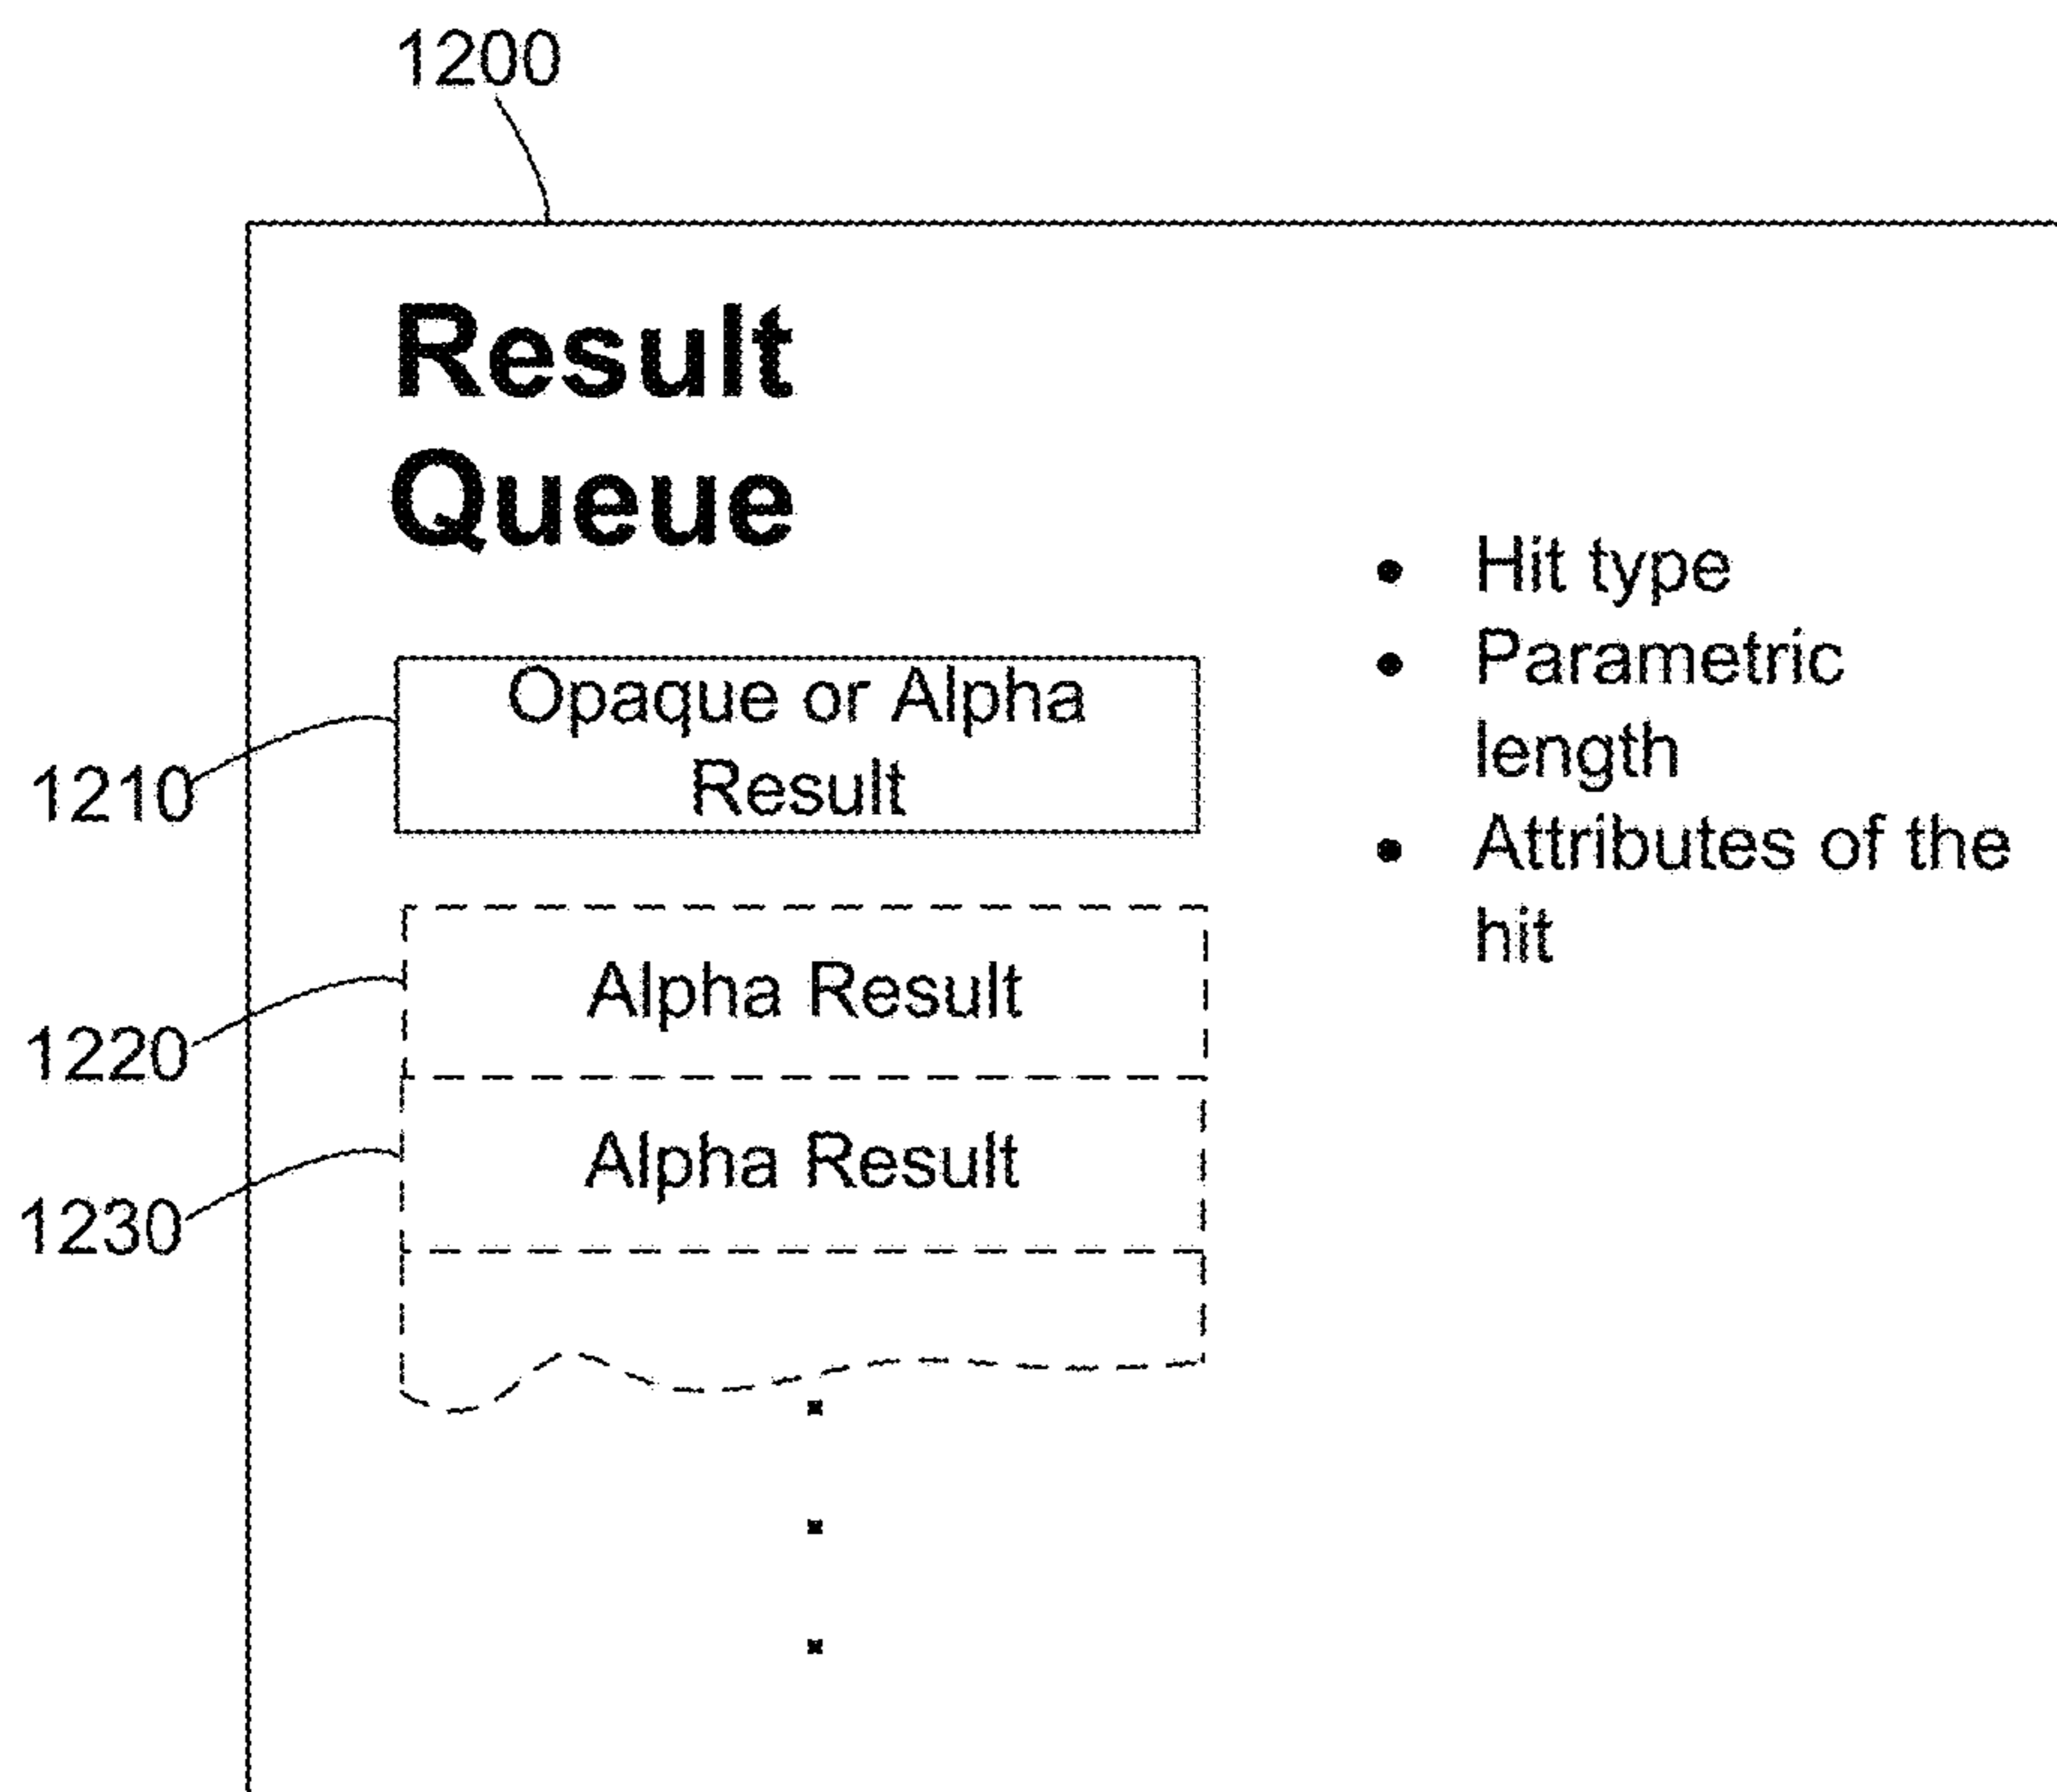 1200
Result
Queue
• Hit type
• Parametric
length
• Attributes of the
hit
Opaque or Alpha
Result
1210
Alpha Result
1220
Alpha Result
1230